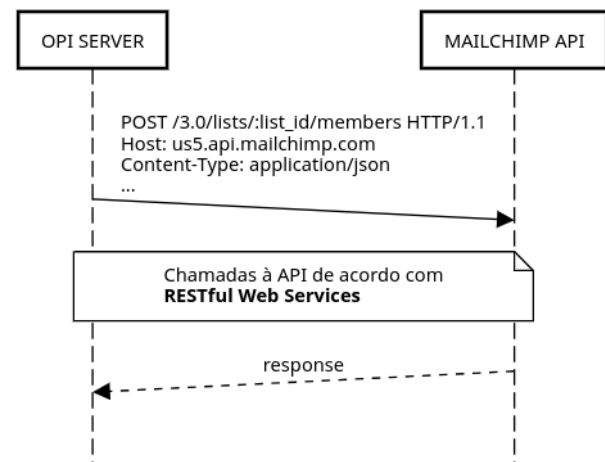 OPI SERVER
MAILCHIMP API
POST /3.0/lists/:list_id/members HTTP/1.1
Host: us5.api.mailchimp.com
Content-Type: application/json
...
Chamadas à API de acordo com
RESTful Web Services
response